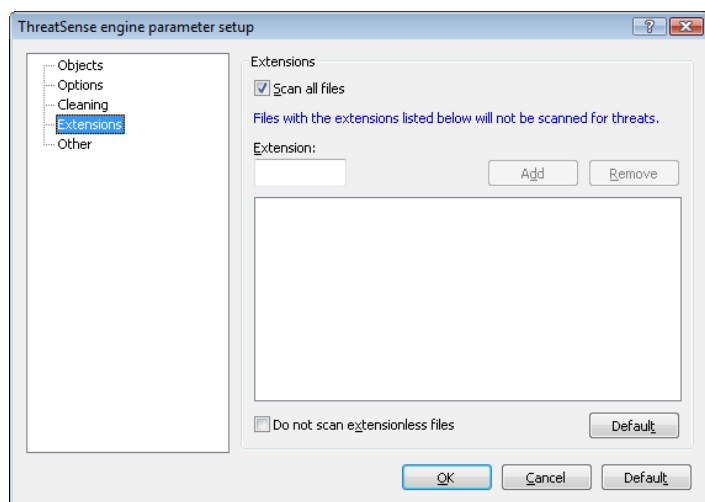 ThreatSense engine parameter setup
Objects
Options
Cleaning
Extensions
Other
Extensions
Scan all files
Files with the extensions listed below will not be scanned for threats.
Extension:
Add
Remove
Do not scan extensionless files
Default
OK
Cancel
Default